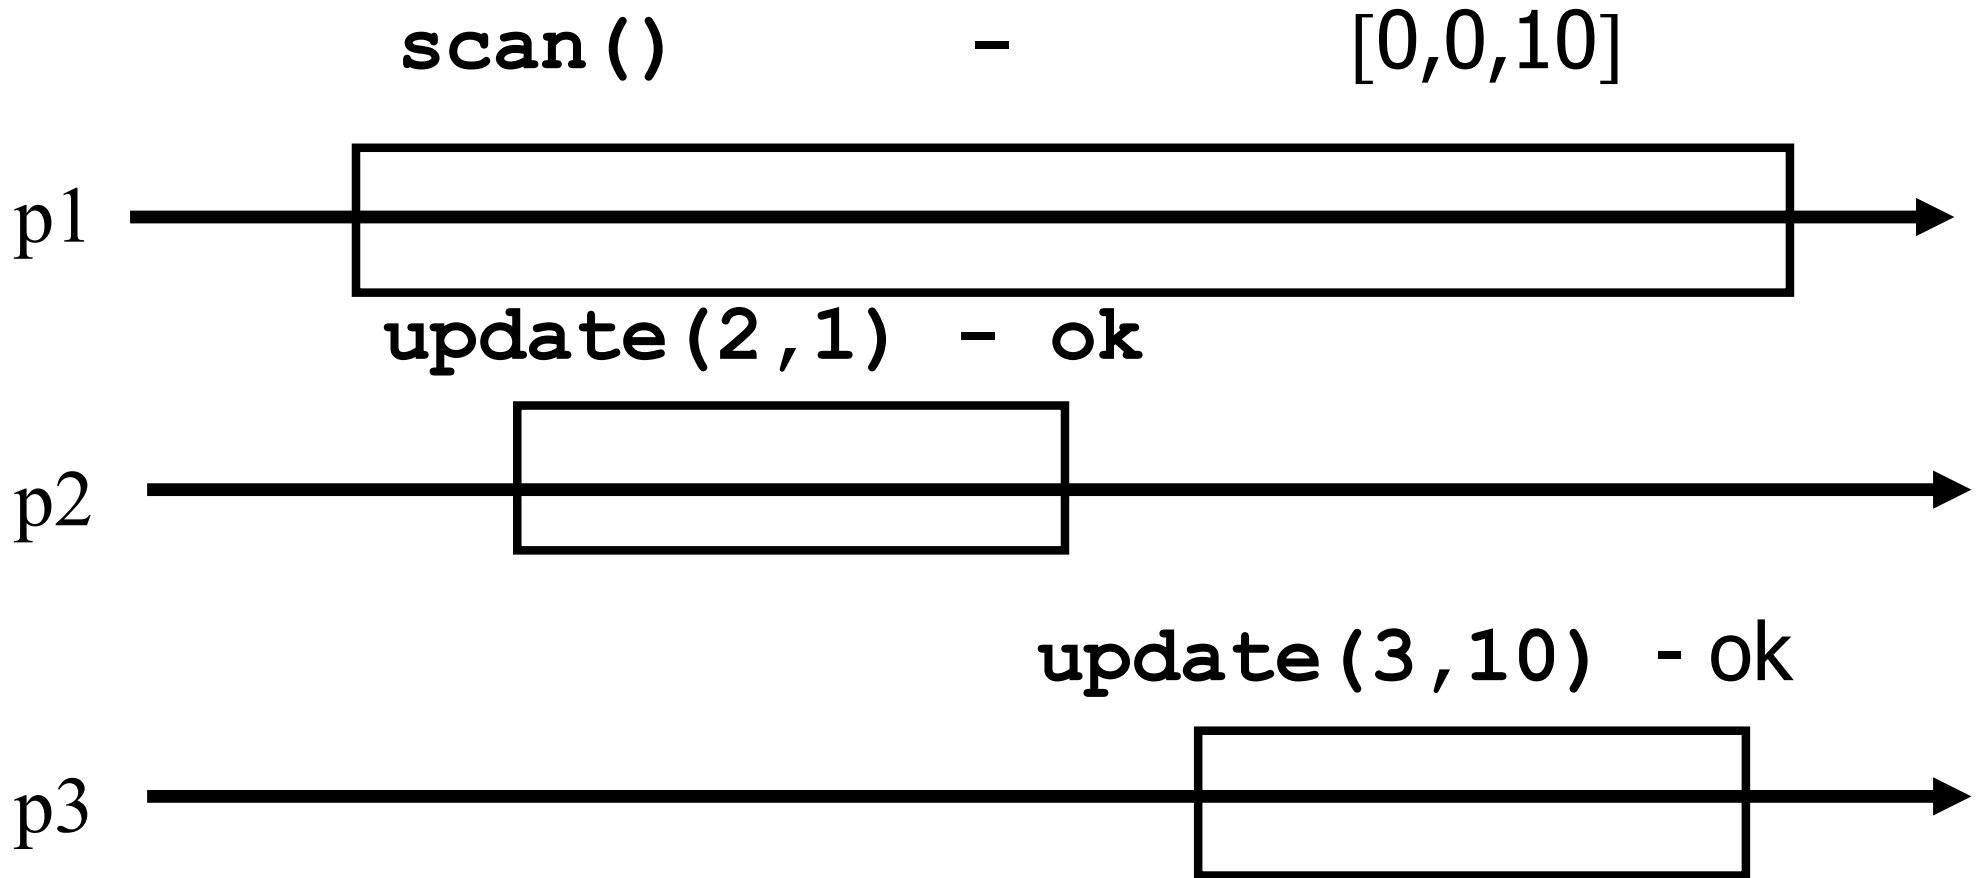 scan() - [0,0,10]
p1
update(2,1) - ok
p2
update(3,10) - ok
p3